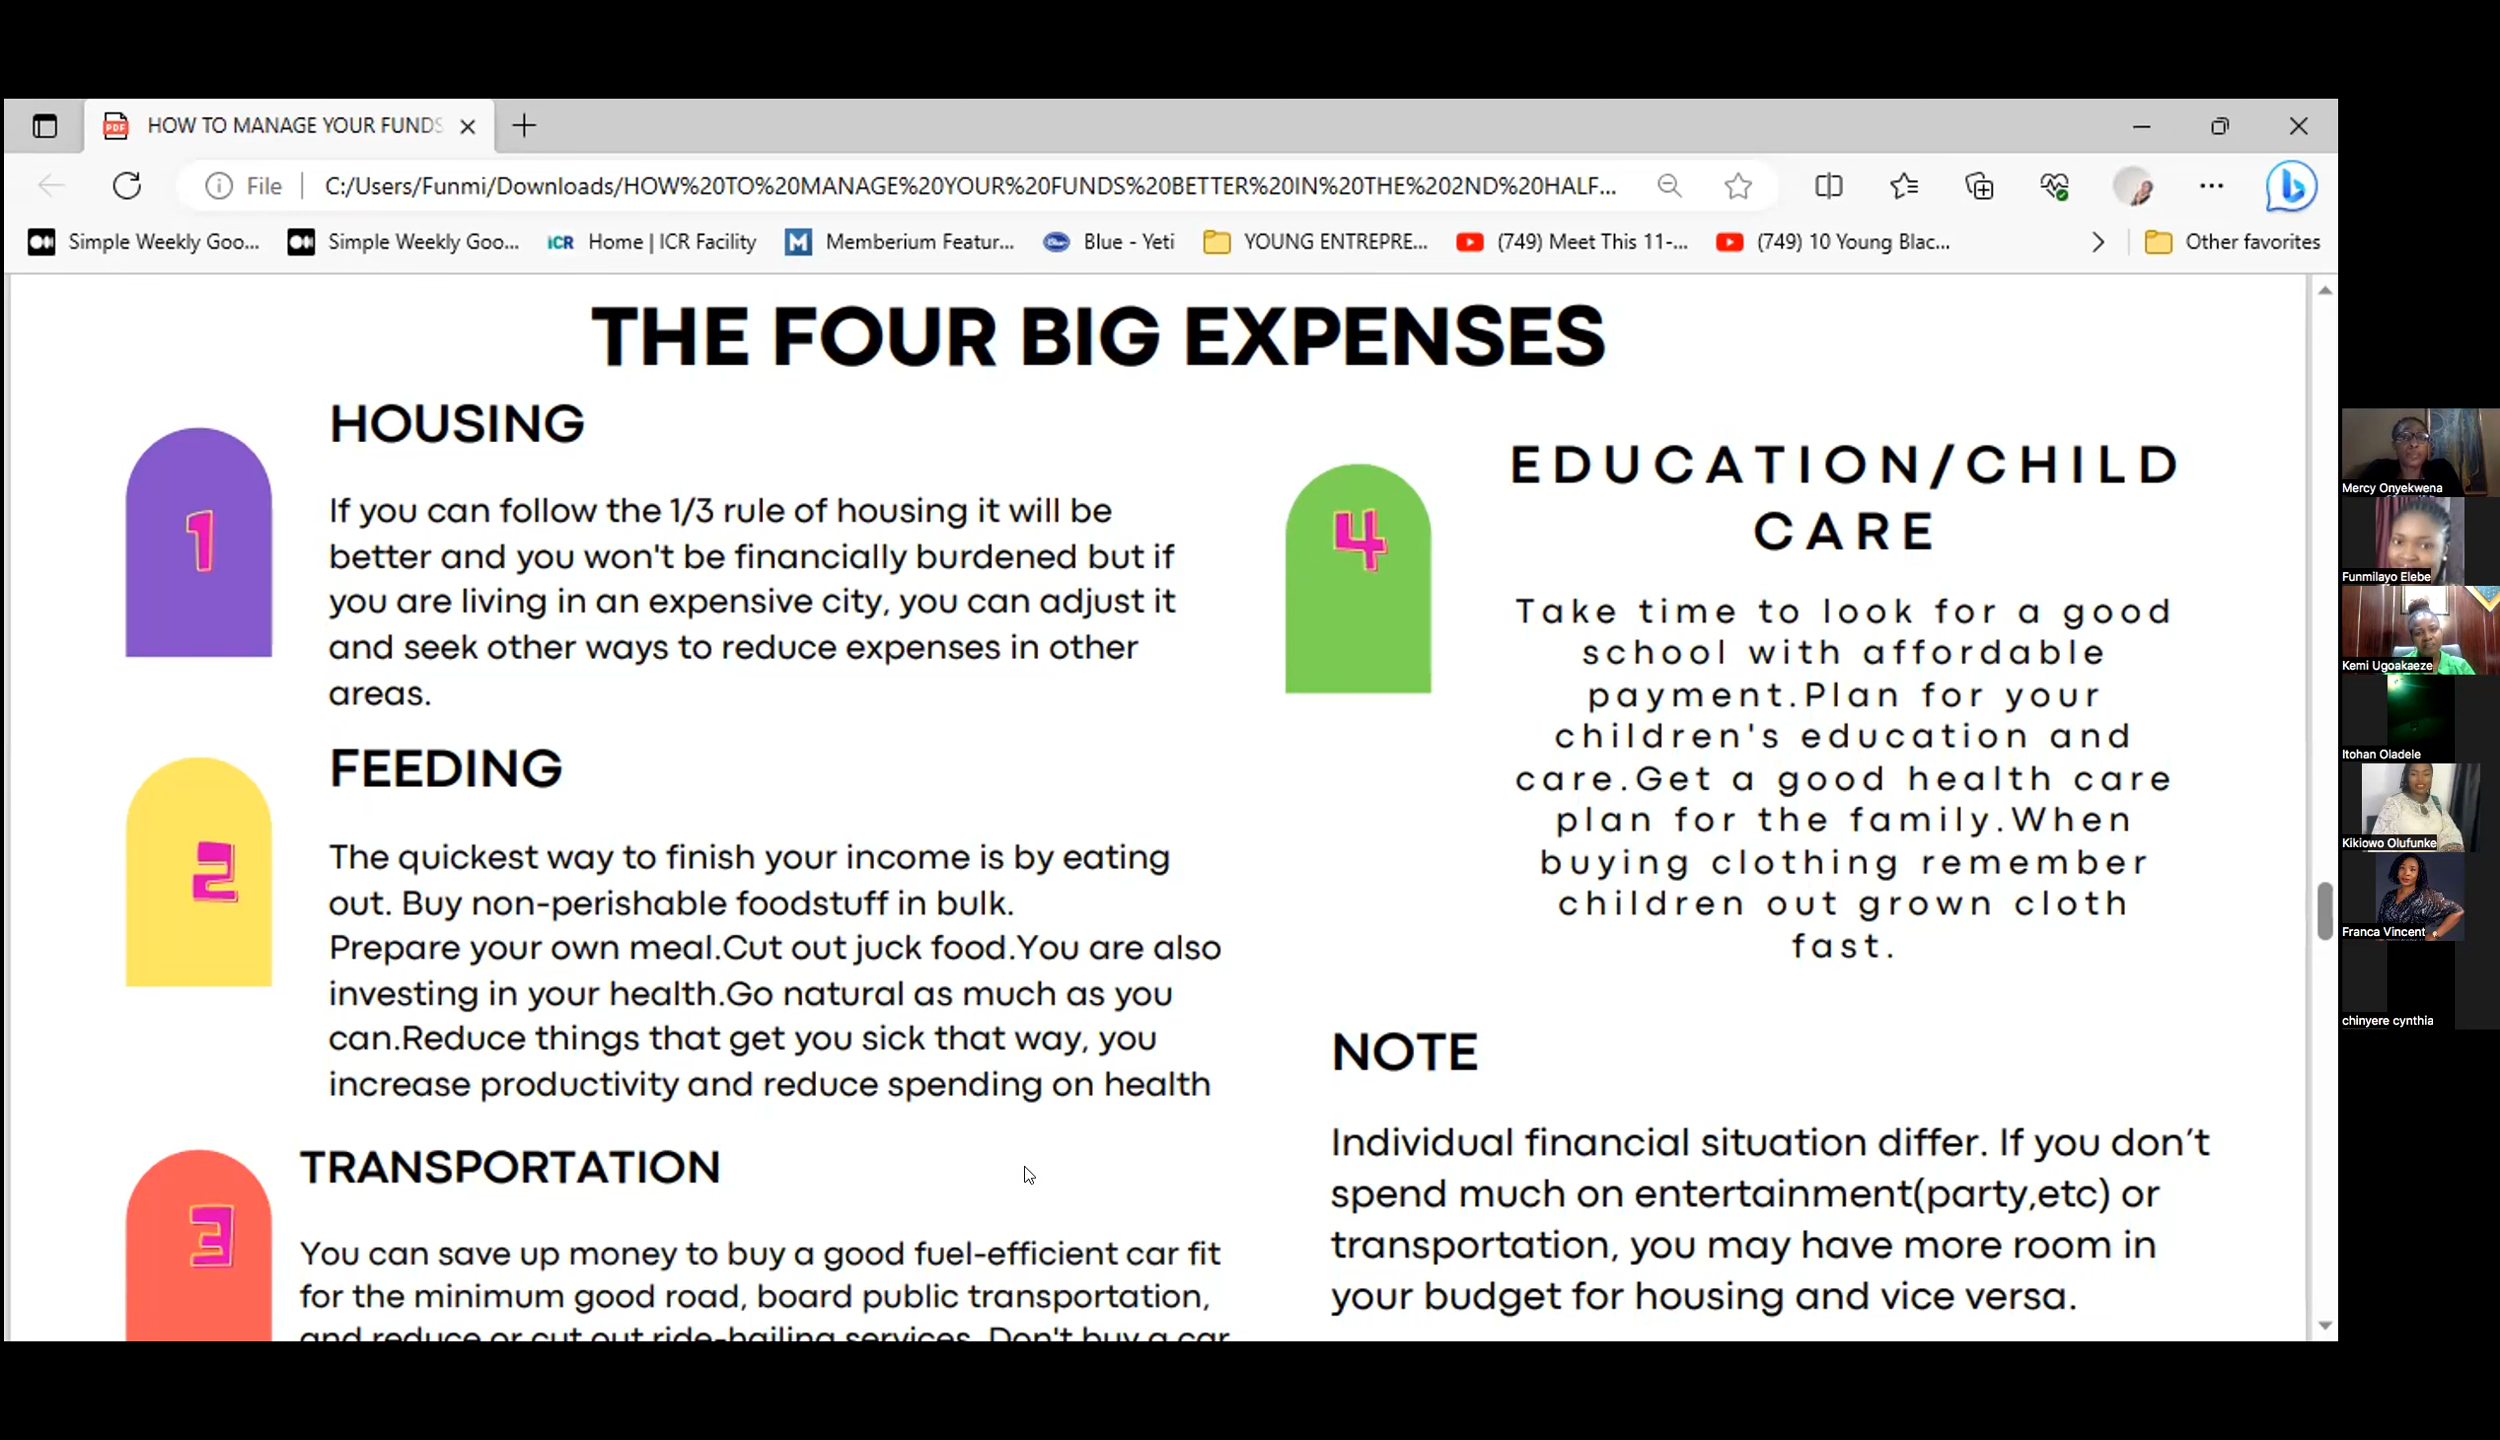 HOW TO MANAGE YOUR FUNDS
File
C:/Users/Funmi/Downloads/HOW%20TO%20MANAGE%20YOUR%20FUNDS%20BETTER%20IN%20THE%202ND%20HALF...
Simple Weekly Goo...
Simple Weekly Goo...
iCR Home | ICR Facility
M Memberium Featur...
Blue - Yeti
YOUNG ENTREPRE...
(749) Meet This 11-...
(749) 10 Young Blac...
Other favorites
THE FOUR BIG EXPENSES
1
HOUSING
If you can follow the 1/3 rule of housing it will be
better and you won't be financially burdened but if
you are living in an expensive city, you can adjust it
and seek other ways to reduce expenses in other
areas.
2
FEEDING
The quickest way to finish your income is by eating
out. Buy non-perishable foodstuff in bulk.
Prepare your own meal.Cut out juck food.You are also
investing in your health.Go natural as much as you
can.Reduce things that get you sick that way, you
increase productivity and reduce spending on health
3
TRANSPORTATION
You can save up money to buy a good fuel-efficient car fit
for the minimum good road, board public transportation,
and reduce or cut out ride-hailing services. Don't buy a car
4
EDUCATION/CHILD
CARE
Take time to look for a good
school with affordable
payment.Plan for your
children's education and
care.Get a good health care
plan for the family.When
buying clothing remember
children out grown cloth
fast.
NOTE
Individual financial situation differ. If you don't
spend much on entertainment(party,etc) or
transportation, you may have more room in
your budget for housing and vice versa.
Mercy Onyekwena
Funmilayo Elebe
Kemi Ugoakaeze
Itohan Oladele
Kikiowo Olufunke
Franca Vincent
chinyere cynthia